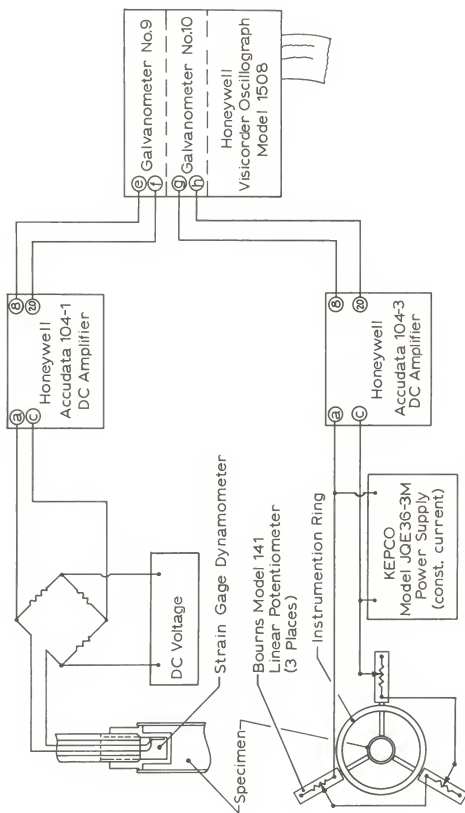 e
Galvanometer No.9
f
g
Galvanometer No.10
h
Honeywell
Visicorder Oscillograph
Model 1508
8
20
Honeywell
Accudata 104-1
DC Amplifier
a
c
8
20
Honeywell
Accudata 104-3
DC Amplifier
a
c
DC Voltage
Strain Gage Dynamometer
Bourns Model 141
Linear Potentiometer
(3 Places)
Instrumention Ring
KEPCO
Model JQE36-3M
Power Supply
(const. current)
Specimen